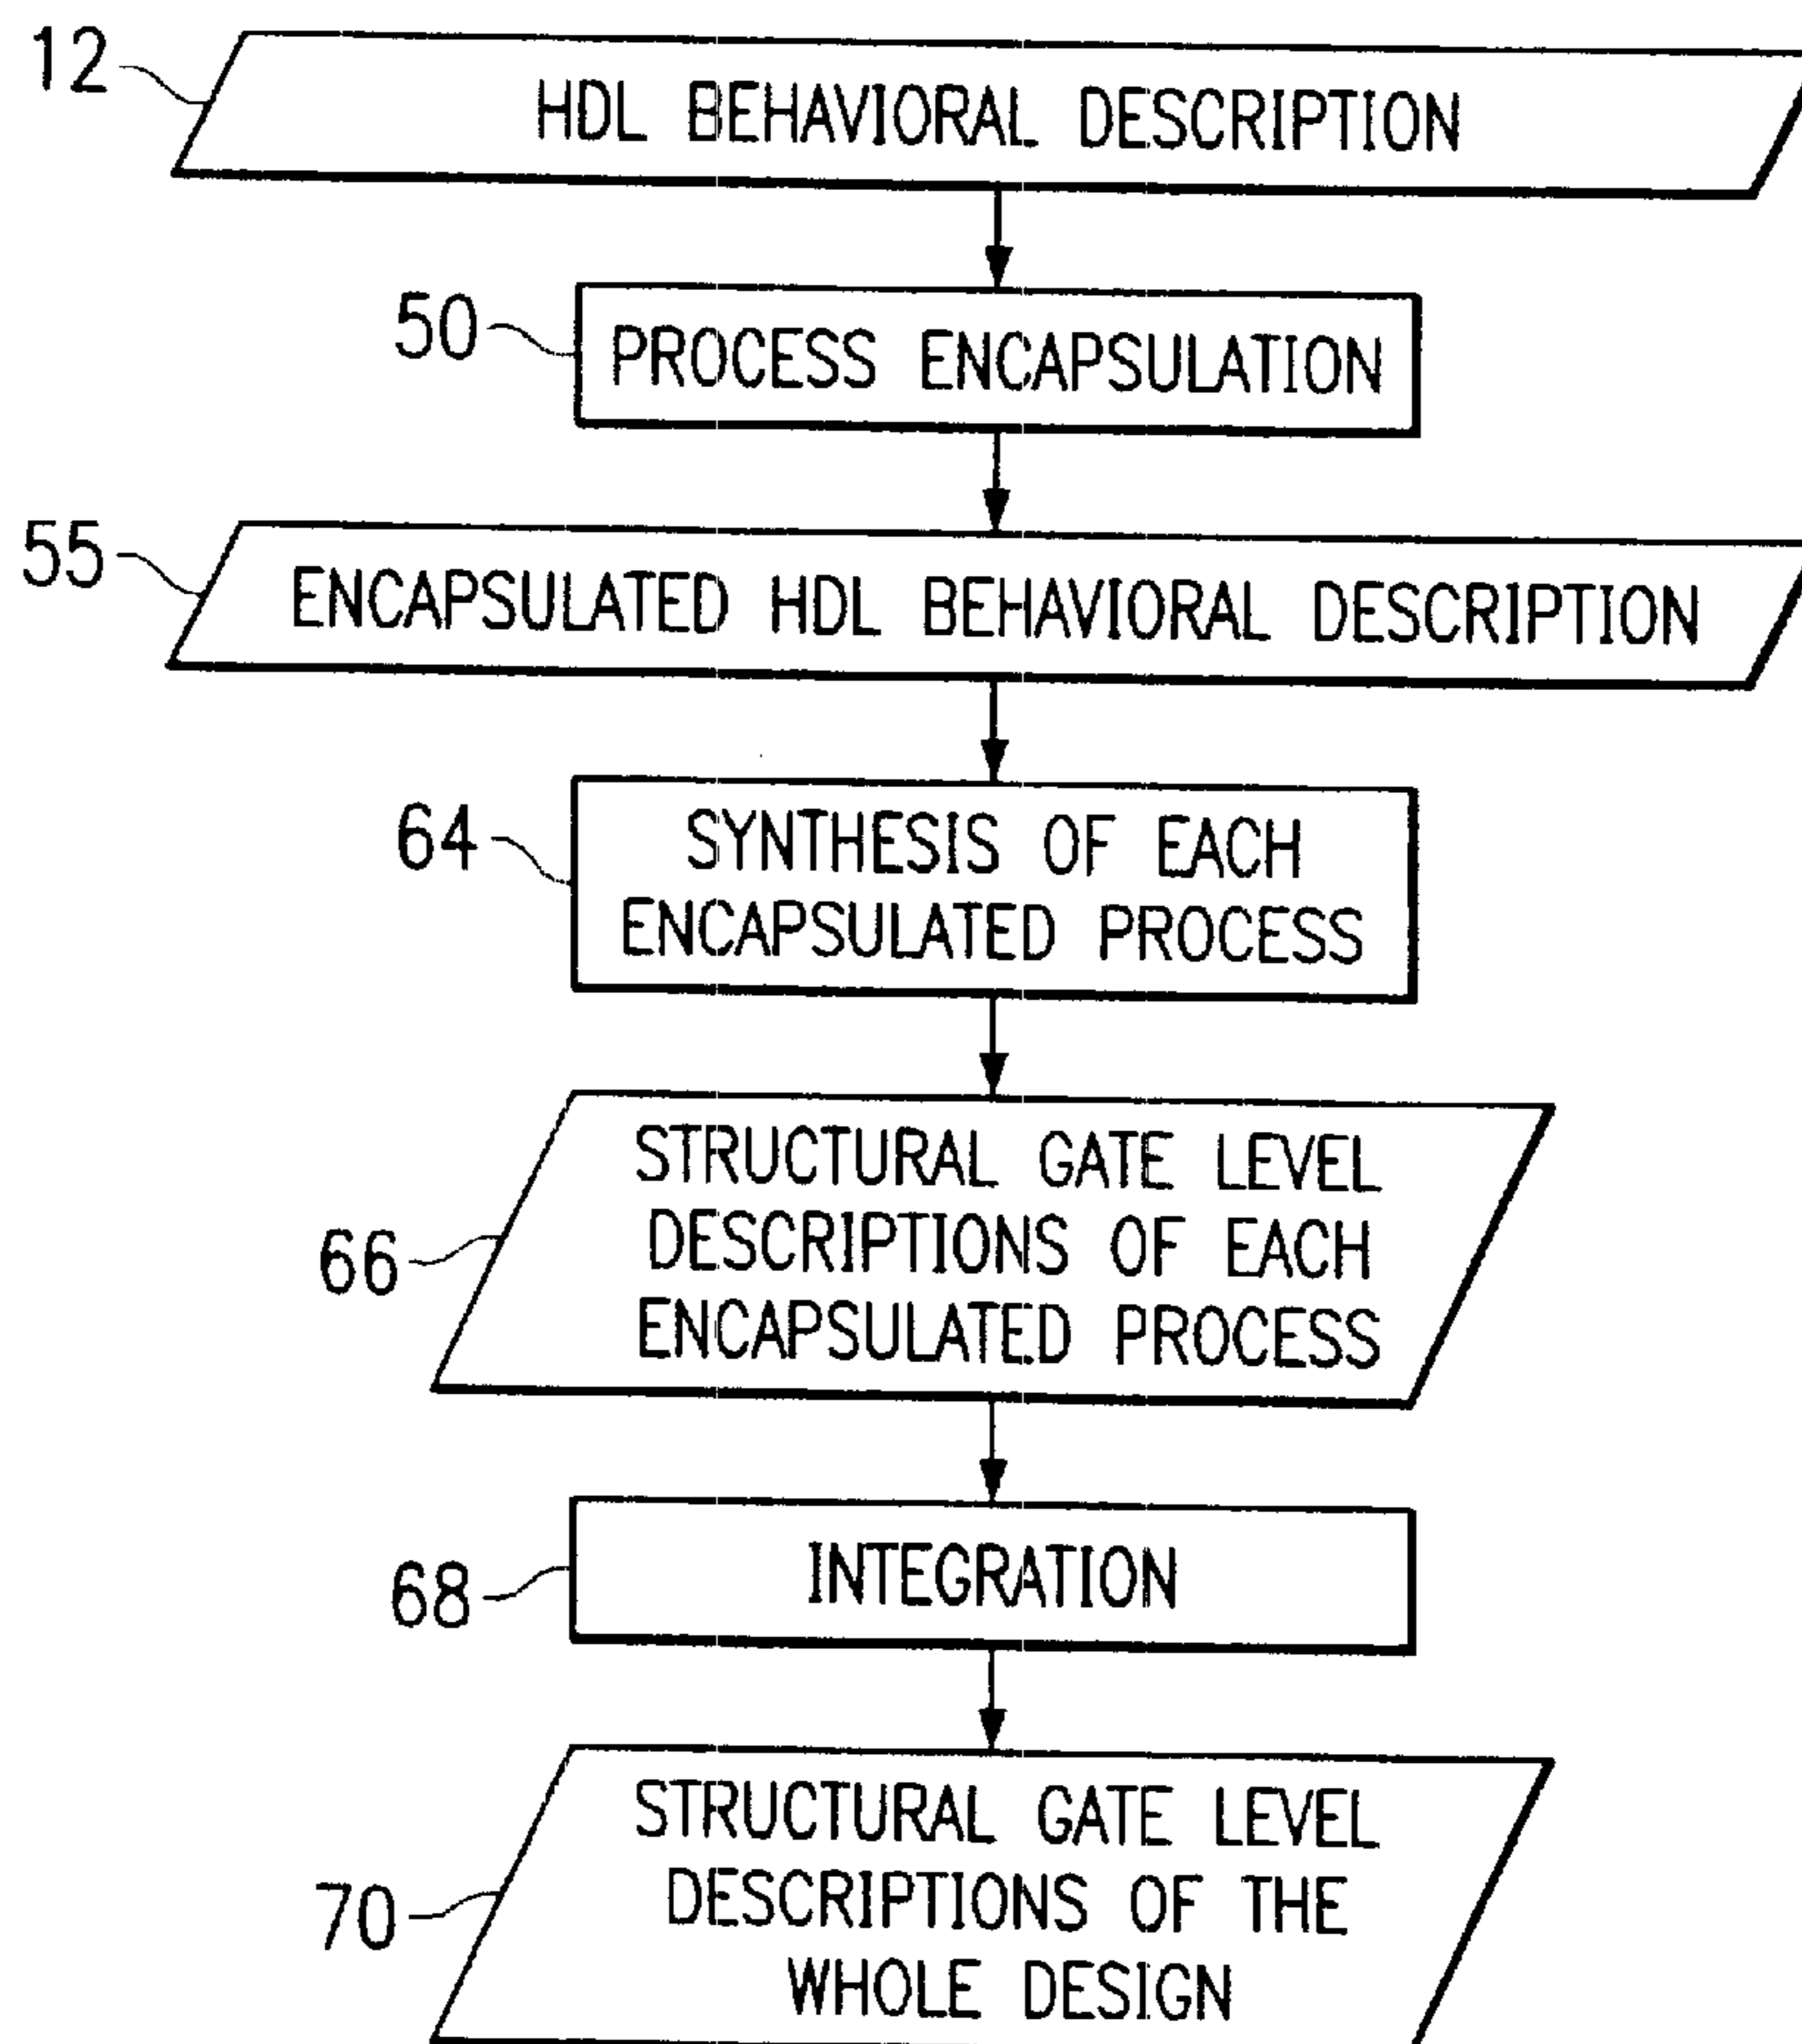 12
HDL BEHAVIORAL DESCRIPTION
50
PROCESS ENCAPSULATION
55
ENCAPSULATED HDL BEHAVIORAL DESCRIPTION
64
SYNTHESIS OF EACH
ENCAPSULATED PROCESS
66
STRUCTURAL GATE LEVEL
DESCRIPTIONS OF EACH
ENCAPSULATED PROCESS
68
INTEGRATION
70
STRUCTURAL GATE LEVEL
DESCRIPTIONS OF THE
WHOLE DESIGN